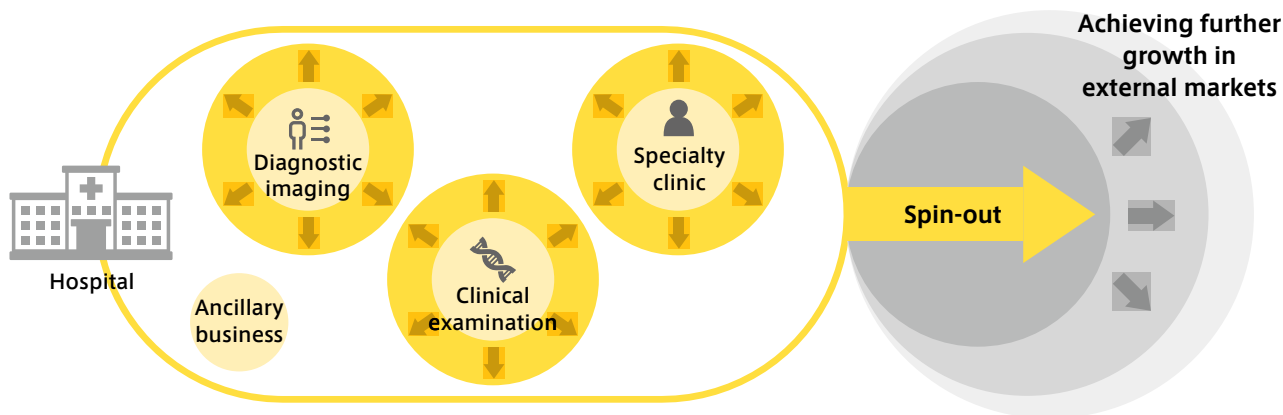 Achieving further
growth in
external markets
Diagnostic
imaging
Specialty
clinic
Spin-out
Hospital
Clinical
examination
Ancillary
business